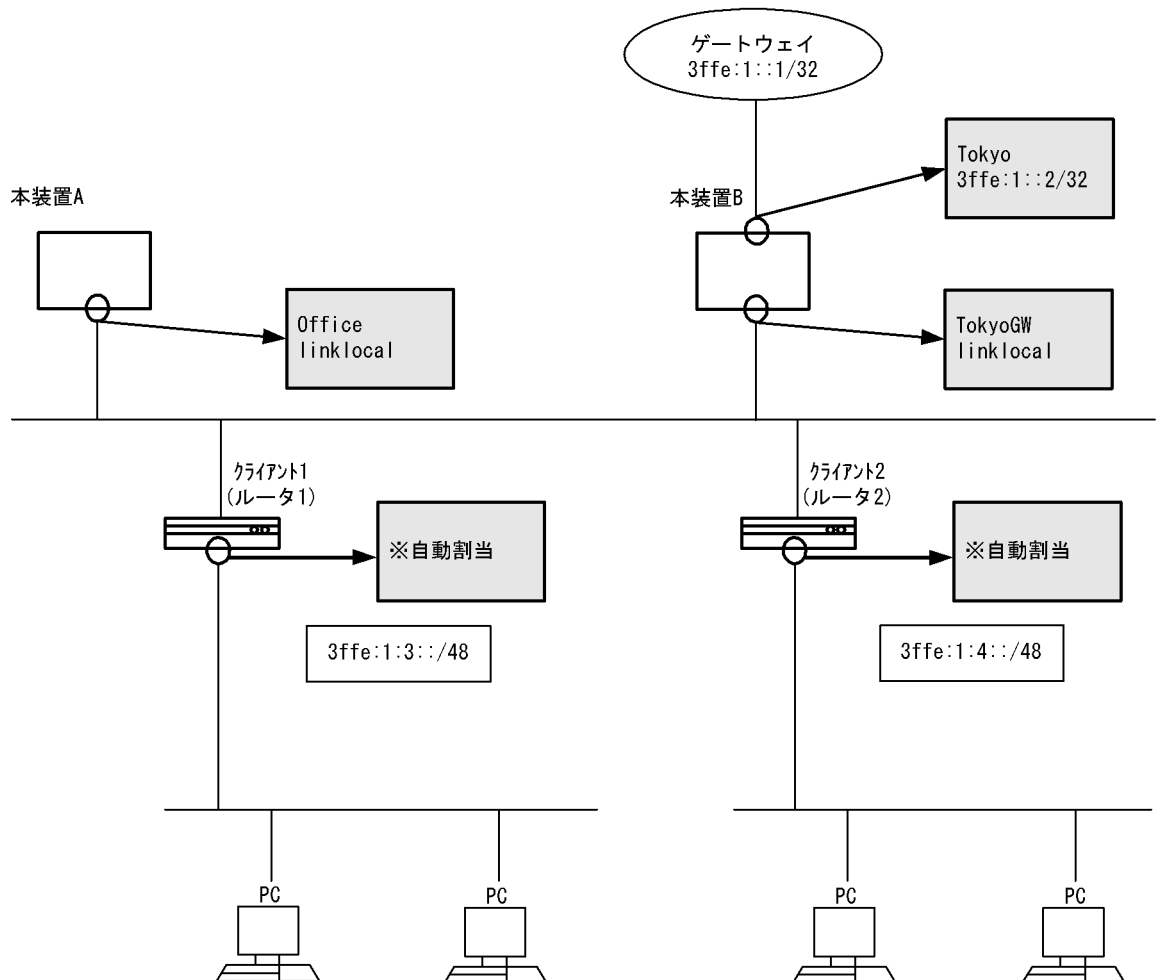 ゲートウェイ
3ffe:1::1/32
Tokyo
3ffe:1::2/32
本装置A
本装置B
Office
linklocal
TokyoGW
linklocal
ｸﾗｲｱﾝﾄ1
(ルータ1)
ｸﾗｲｱﾝﾄ2
(ルータ2)
※自動割当
※自動割当
3ffe:1:3::/48
3ffe:1:4::/48
PC
PC
PC
PC